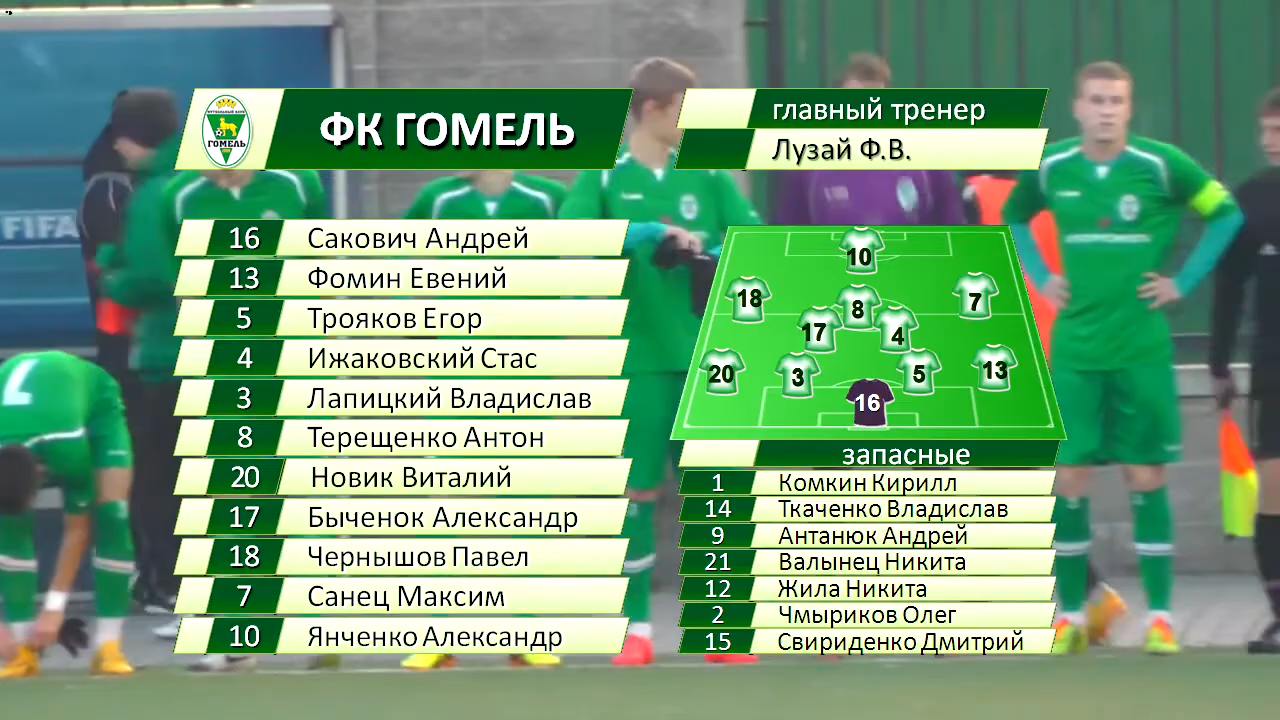 ФУТБОЛЬНЫЙ КЛУБ
ГОМЕЛЬ
ФК ГОМЕЛЬ
главный тренер
Лузай Ф.В.
FIFA
16 Сакович Андрей
13 Фомин Евений
5 Трояков Егор
4 Ижаковский Стас
3 Лапицкий Владислав
8 Терещенко Антон
20 Новик Виталий
17 Быченок Александр
18 Чернышов Павел
7 Санец Максим
10 Янченко Александр
10
18
7
8
17
4
20
3
5
13
16
запасные
1 Комкин Кирилл
14 Ткаченко Владислав
9 Антанюк Андрей
21 Валынец Никита
12 Жила Никита
2 Чмыриков Олег
15 Свириденко Дмитрий